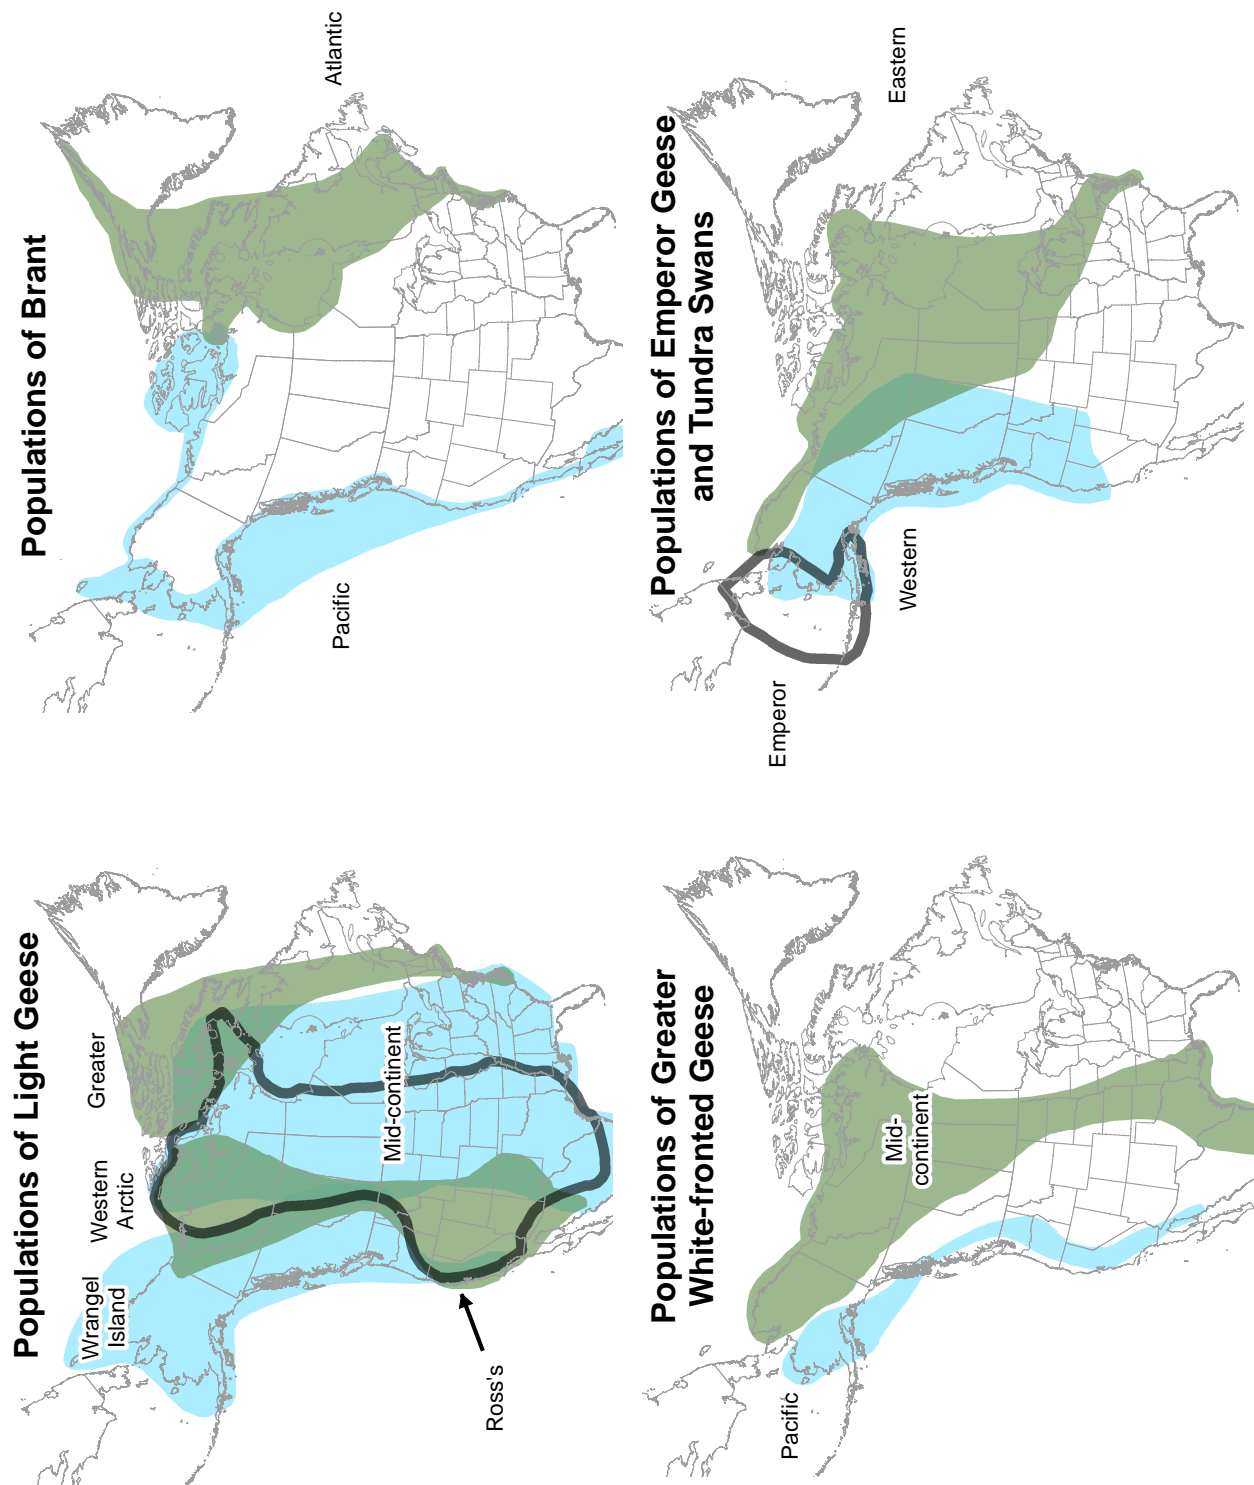 Populations of Light Geese
Wrangel
Island
Western
Arctic
Greater
Mid-continent
Ross's
Populations of Brant
Pacific
Atlantic
Populations of Greater
White-fronted Geese
Pacific
Mid-
continent
Populations of Emperor Geese
and Tundra Swans
Emperor
Western
Eastern